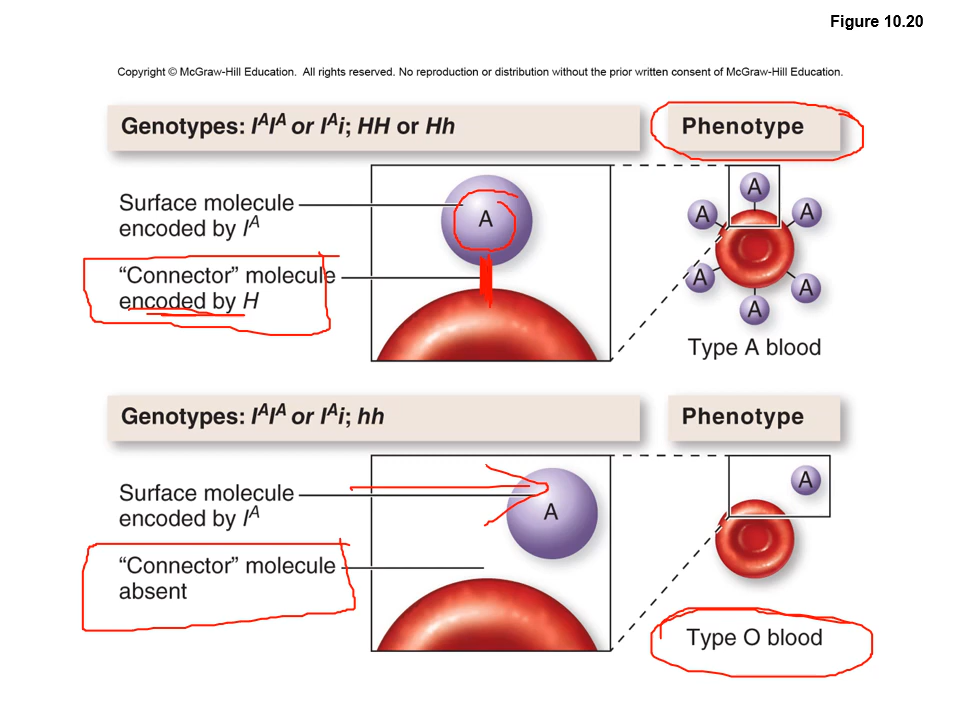 Figure 10.20
Copyright © McGraw-Hill Education. All rights reserved. No reproduction or distribution without the prior written consent of McGraw-Hill Education.
Genotypes: IᴬIᴬ or Iᴬi; HH or Hh
Phenotype
Surface molecule
encoded by Iᴬ
"Connector" molecule
encoded by H
A
A
A
A
A
A
A
Type A blood
Genotypes: IᴬIᴬ or Iᴬi; hh
Phenotype
Surface molecule
encoded by Iᴬ
"Connector" molecule
absent
A
A
Type O blood